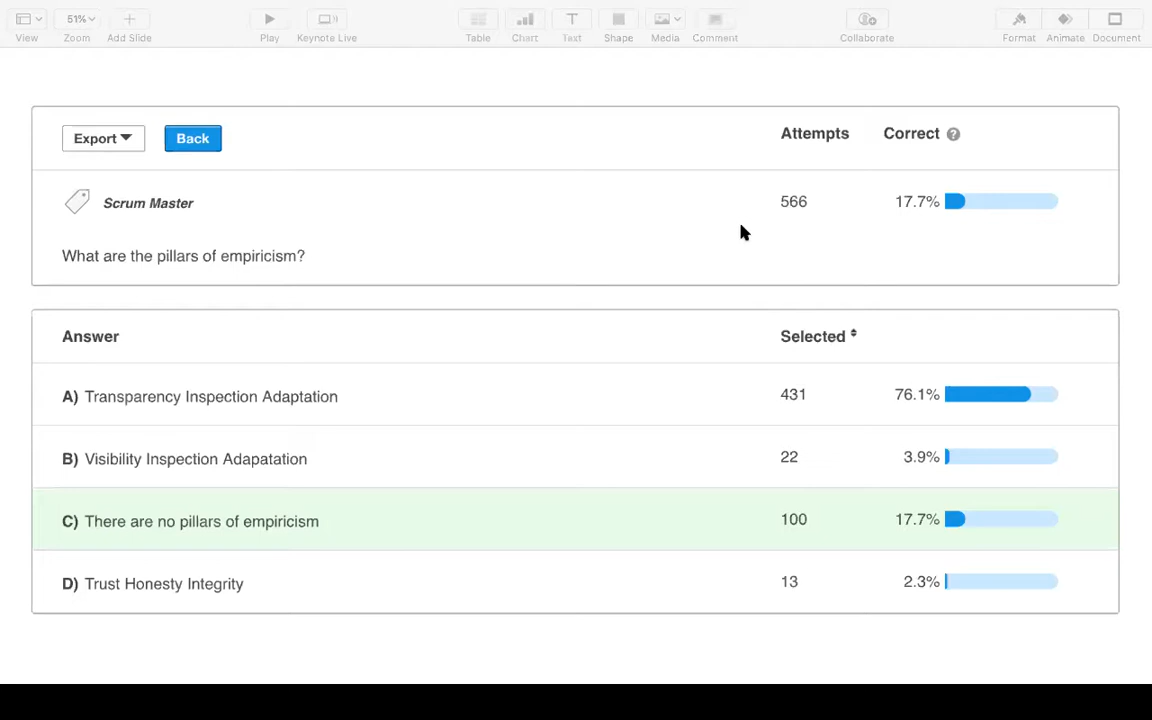 51%
View
Zoom
Add Slide
Play
Keynote Live
Table
Chart
Text
Shape
Media
Comment
Collaborate
Format
Animate
Document
Export
Back
Attempts
Correct ?
Scrum Master
566
17.7%
What are the pillars of empiricism?
Answer
Selected
A) Transparency Inspection Adaptation
431
76.1%
B) Visibility Inspection Adapatation
22
3.9%
C) There are no pillars of empiricism
100
17.7%
D) Trust Honesty Integrity
13
2.3%